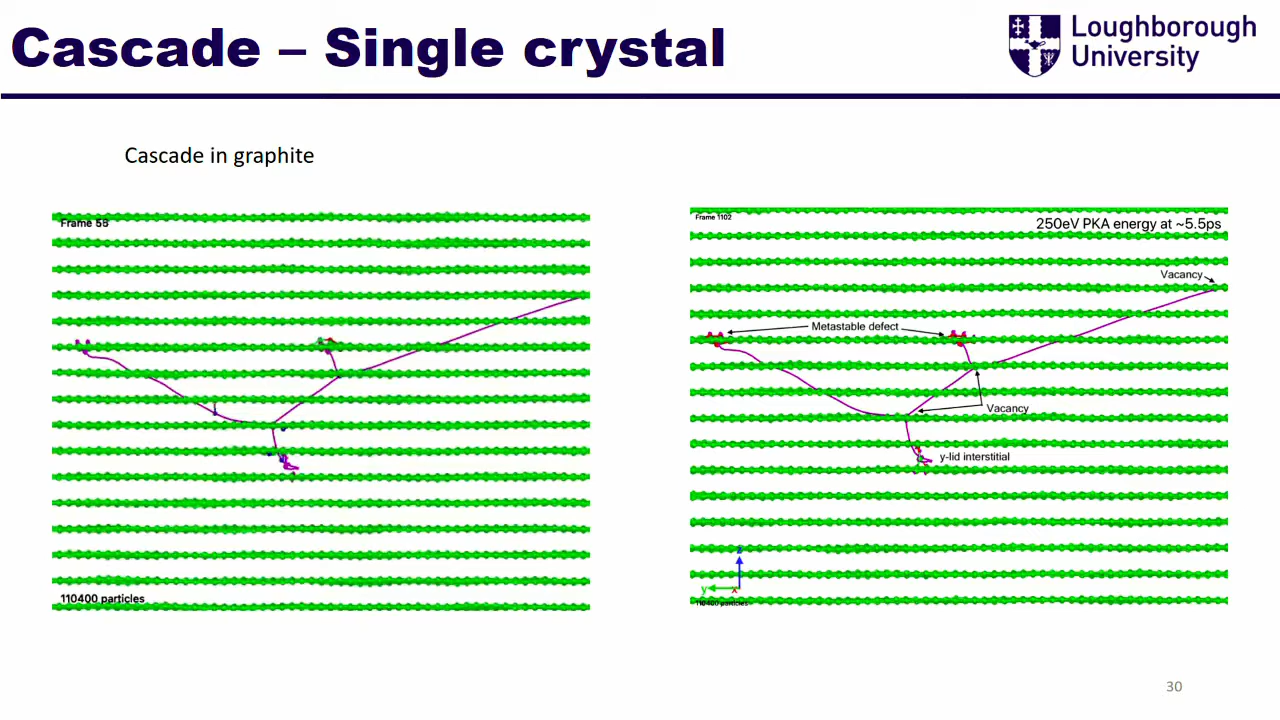 Cascade – Single crystal
Loughborough
University
Cascade in graphite
Frame 58
110400 particles
Frame 1102
250eV PKA energy at ~5.5ps
Vacancy
Metastable defect
Vacancy
y-lid interstitial
z
y
x
110400 particles
30